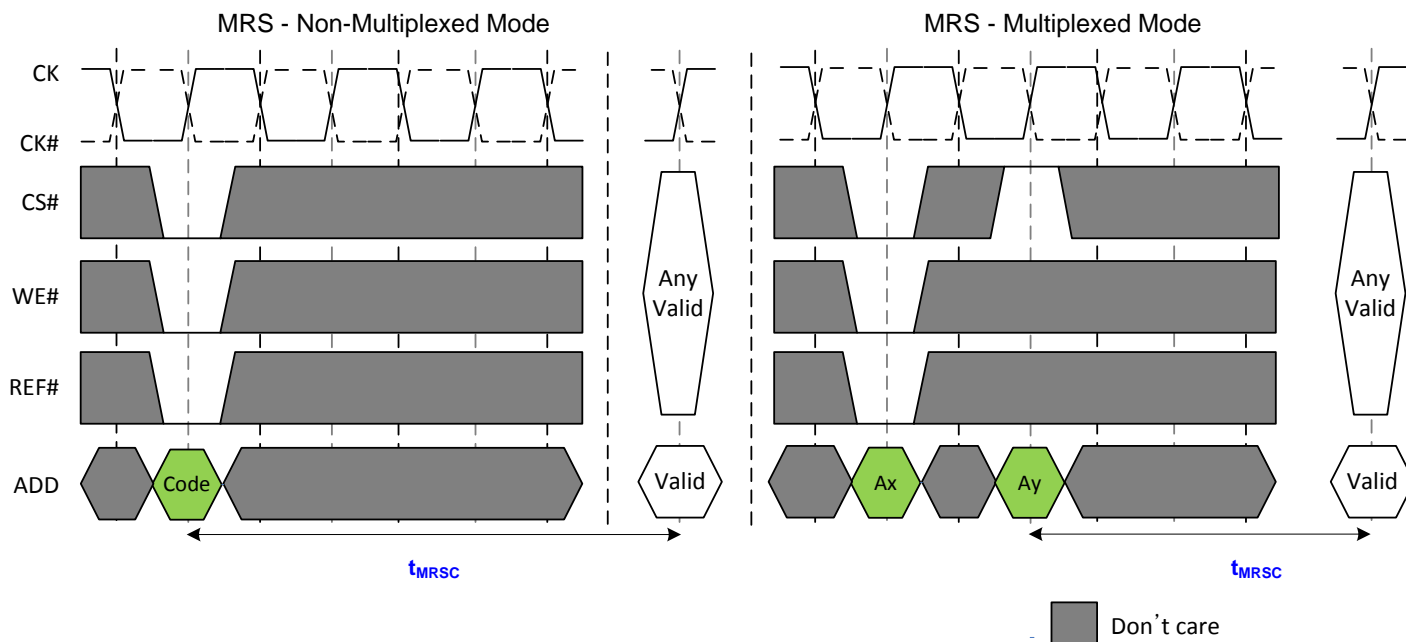 MRS - Non-Multiplexed Mode
MRS - Multiplexed Mode
CK
CK#
CS#
WE#
REF#
ADD
Any
Valid
Any
Valid
Code
Valid
Ax
Ay
Valid
tMRSC
tMRSC
Don't care